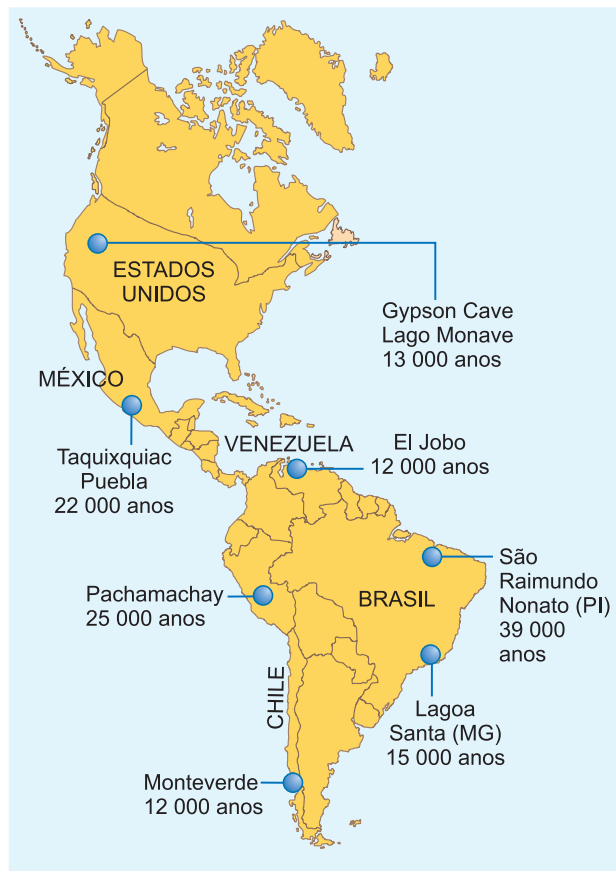 ESTADOS
UNIDOS
Gypson Cave
Lago Monave
13 000 anos
MÉXICO
Taquixquiac
Puebla
22 000 anos
VENEZUELA
El Jobo
12 000 anos
São
Raimundo
Nonato (PI)
39 000
anos
Pachamachay
25 000 anos
BRASIL
CHILE
Lagoa
Santa (MG)
15 000 anos
Monteverde
12 000 anos